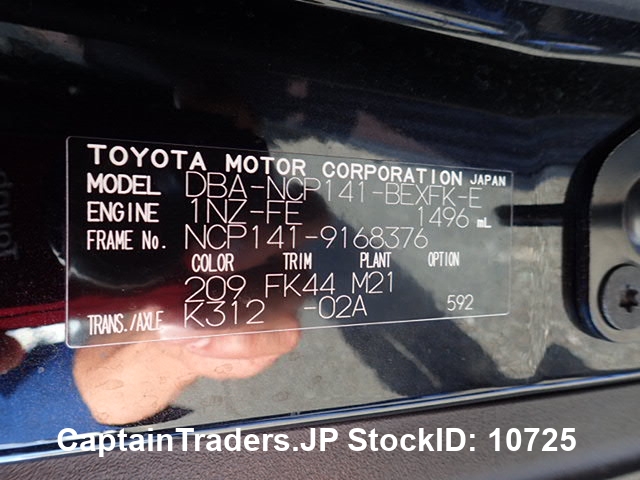 TOYOTA MOTOR CORPORATION JAPAN
MODEL DBA-NCP141-BEXFK-E
ENGINE 1NZ-FE 1496 mL
FRAME No. NCP141-9168376
COLOR TRIM PLANT OPTION
209 FK44 M21
TRANS./AXLE K312 -02A 592
CaptainTraders.JP StockID: 10725